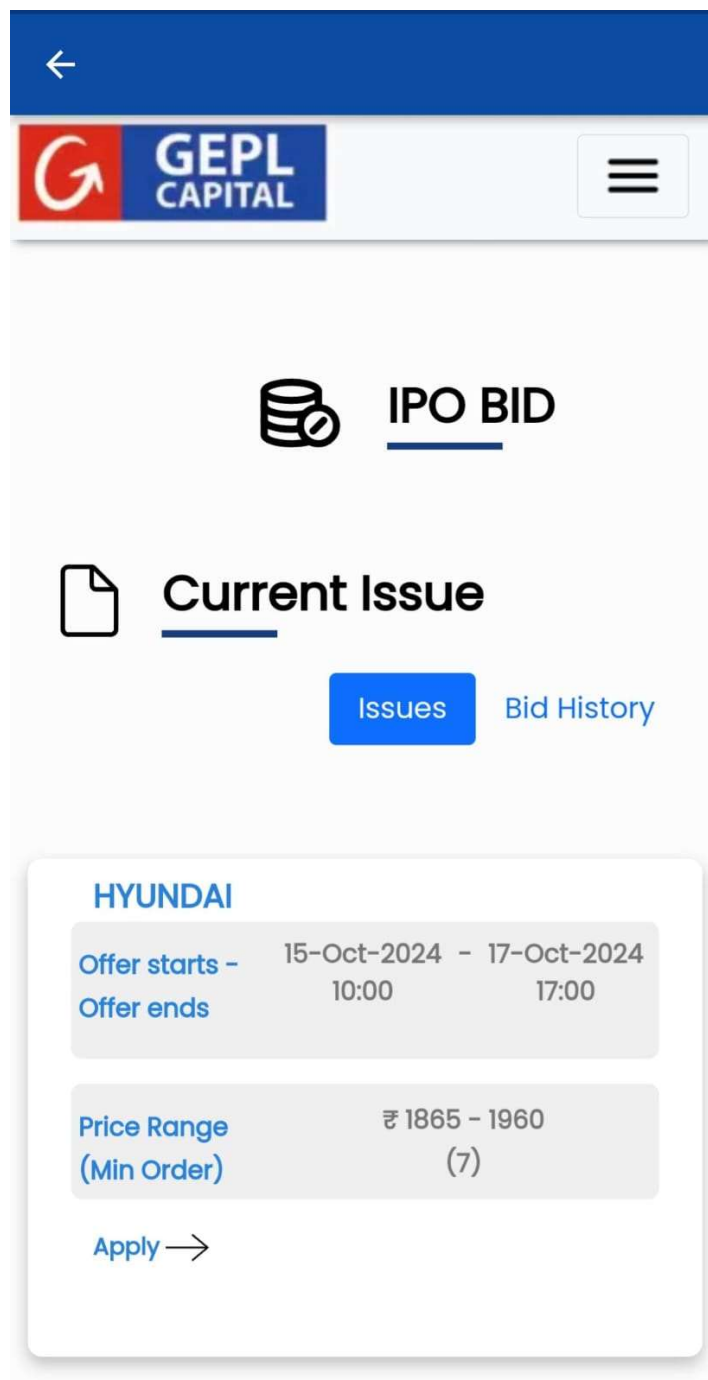 GEPL
CAPITAL
IPO BID
Current Issue
Issues Bid History
HYUNDAI
Offer starts - 15-Oct-2024 - 17-Oct-2024
Offer ends 10:00 17:00
Price Range ₹ 1865 - 1960
(Min Order) (7)
Apply